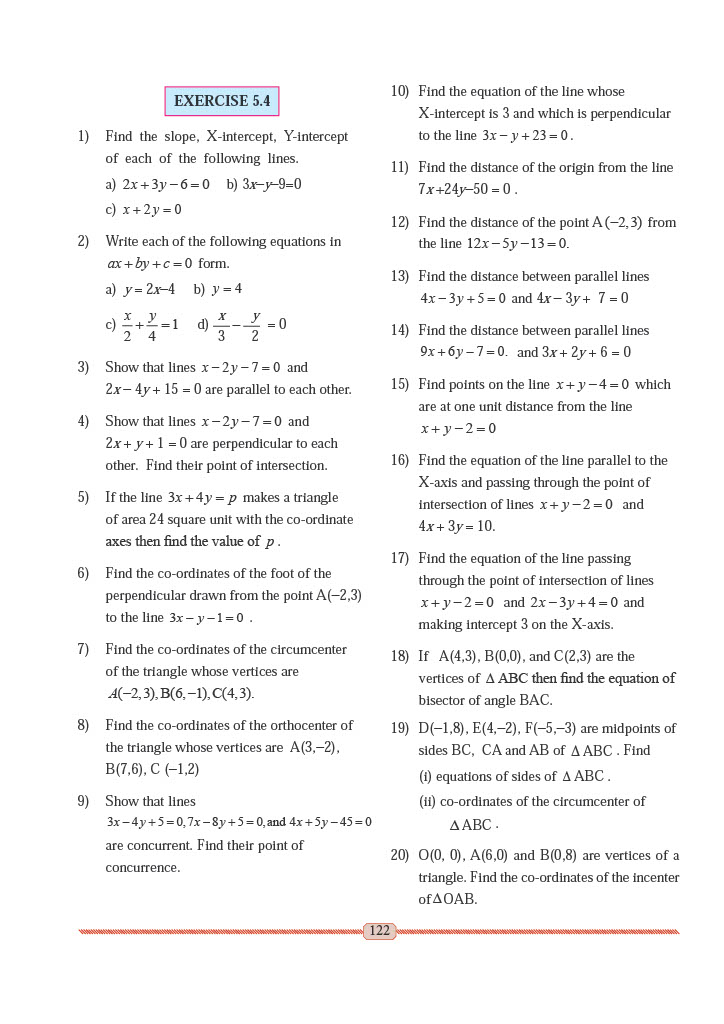 EXERCISE 5.4
1) Find the slope, X-intercept, Y-intercept
of each of the following lines.
a) 2x + 3y − 6 = 0 b) 3x−y−9=0
c) x + 2y = 0
2) Write each of the following equations in
ax + by + c = 0 form.
a) y = 2x−4 b) y = 4
c) x/2 + y/4 = 1 d) x/3 − y/2 = 0
3) Show that lines x − 2y − 7 = 0 and
2x − 4y + 15 = 0 are parallel to each other.
4) Show that lines x − 2y − 7 = 0 and
2x + y + 1 = 0 are perpendicular to each
other. Find their point of intersection.
5) If the line 3x + 4y = p makes a triangle
of area 24 square unit with the co-ordinate
axes then find the value of p .
6) Find the co-ordinates of the foot of the
perpendicular drawn from the point A(−2,3)
to the line 3x − y − 1 = 0 .
7) Find the co-ordinates of the circumcenter
of the triangle whose vertices are
A(−2, 3), B(6, −1), C(4, 3).
8) Find the co-ordinates of the orthocenter of
the triangle whose vertices are A(3,−2),
B(7,6), C (−1,2)
9) Show that lines
3x − 4y + 5 = 0, 7x − 8y + 5 = 0, and 4x + 5y − 45 = 0
are concurrent. Find their point of
concurrence.
10) Find the equation of the line whose
X-intercept is 3 and which is perpendicular
to the line 3x − y + 23 = 0 .
11) Find the distance of the origin from the line
7x+24y−50 = 0 .
12) Find the distance of the point A (−2, 3) from
the line 12x − 5y − 13 = 0.
13) Find the distance between parallel lines
4x − 3y + 5 = 0 and 4x − 3y + 7 = 0
14) Find the distance between parallel lines
9x + 6y − 7 = 0. and 3x + 2y + 6 = 0
15) Find points on the line x + y − 4 = 0 which
are at one unit distance from the line
x + y − 2 = 0
16) Find the equation of the line parallel to the
X-axis and passing through the point of
intersection of lines x + y − 2 = 0 and
4x + 3y = 10.
17) Find the equation of the line passing
through the point of intersection of lines
x + y − 2 = 0 and 2x − 3y + 4 = 0 and
making intercept 3 on the X-axis.
18) If A(4,3), B(0,0), and C(2,3) are the
vertices of Δ ABC then find the equation of
bisector of angle BAC.
19) D(−1,8), E(4,−2), F(−5,−3) are midpoints of
sides BC, CA and AB of Δ ABC . Find
(i) equations of sides of Δ ABC .
(ii) co-ordinates of the circumcenter of
Δ ABC .
20) O(0, 0), A(6,0) and B(0,8) are vertices of a
triangle. Find the co-ordinates of the incenter
of Δ OAB.
122